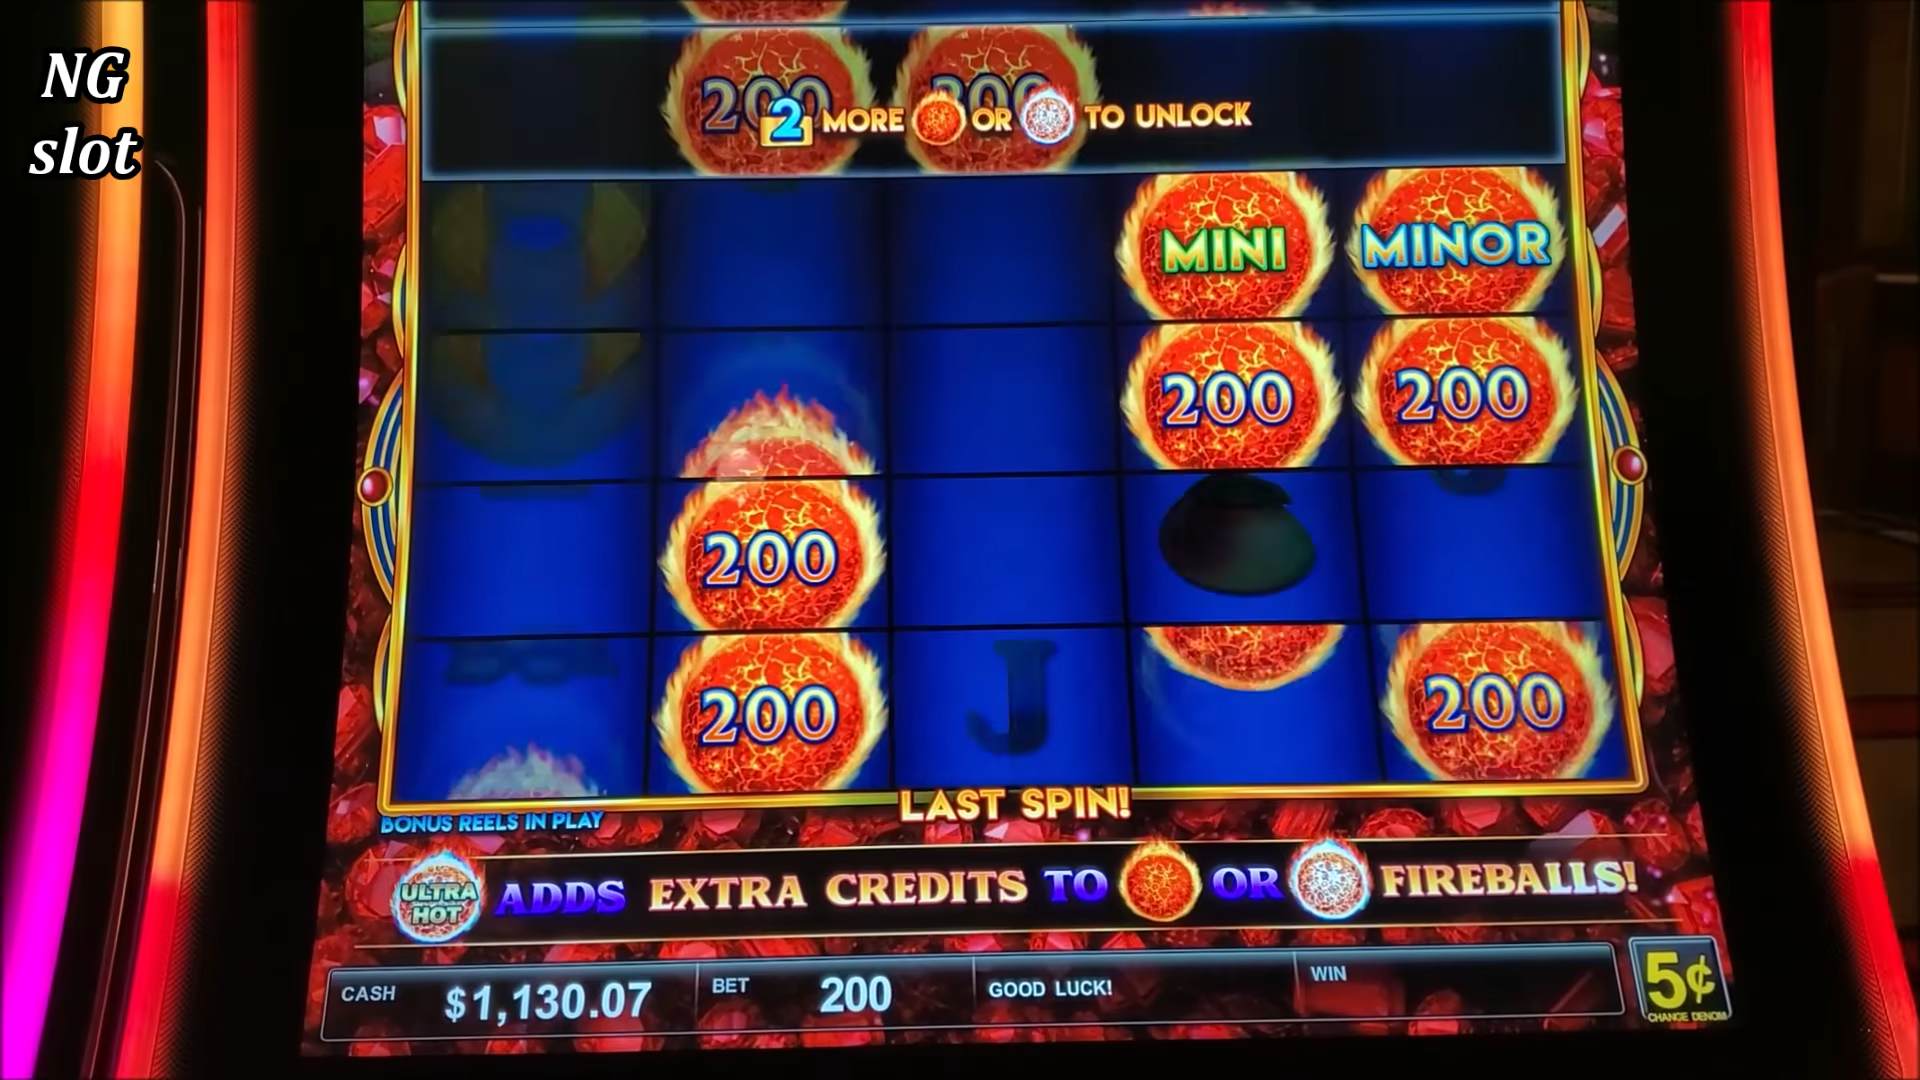 NG
slot
200 200
2 MORE OR TO UNLOCK
MINI MINOR
200 200
200
200 J 200
LAST SPIN!
BONUS REELS IN PLAY
ULTRA
HOT
ADDS EXTRA CREDITS TO OR FIREBALLS!
CASH $1,130.07 BET 200 GOOD LUCK! WIN
5¢
CHANGE DENOM